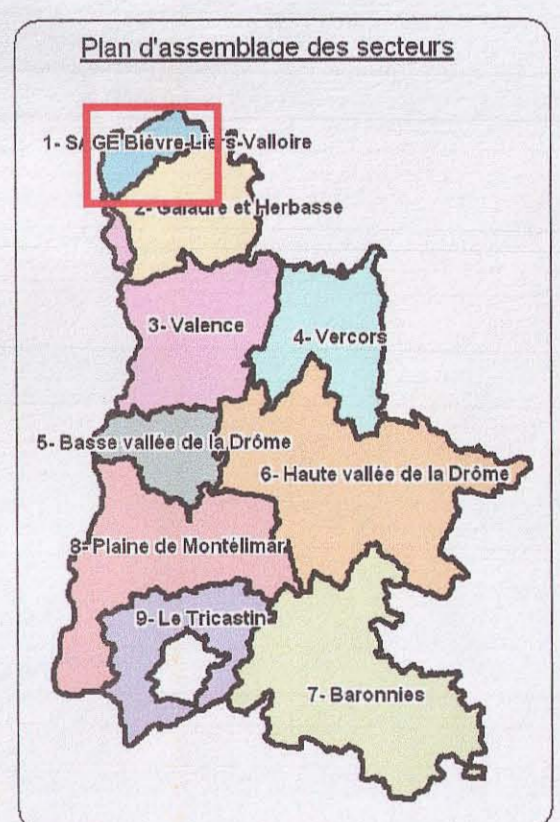 Plan d'assemblage des secteurs
1- SAGE Bièvre-Liers-Valloire
2- Galaure et Herbasse
3- Valence
4- Vercors
5- Basse vallée de la Drôme
6- Haute vallée de la Drôme
8- Plaine de Montélimar
9- Le Tricastin
7- Baronnies